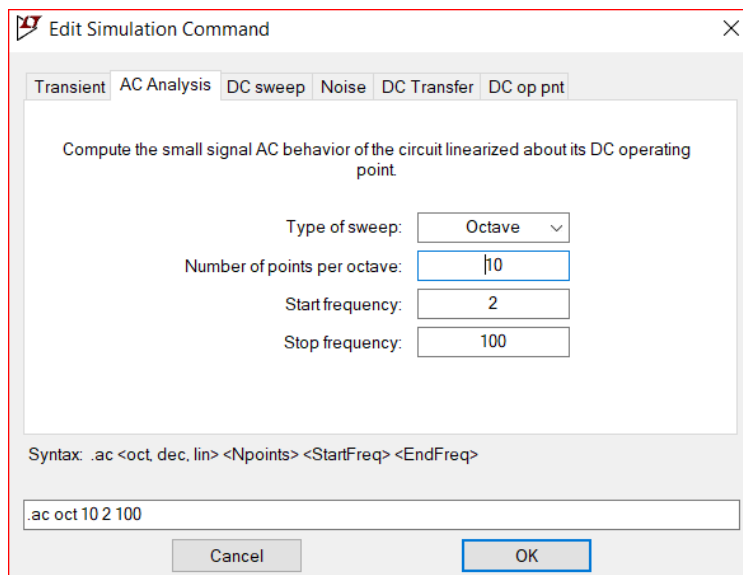 Edit Simulation Command
Transient AC Analysis DC sweep Noise DC Transfer DC op pnt
Compute the small signal AC behavior of the circuit linearized about its DC operating
point.
Type of sweep: Octave
Number of points per octave: 10
Start frequency: 2
Stop frequency: 100
Syntax: .ac <oct, dec, lin> <Npoints> <StartFreq> <EndFreq>
.ac oct 10 2 100
Cancel OK